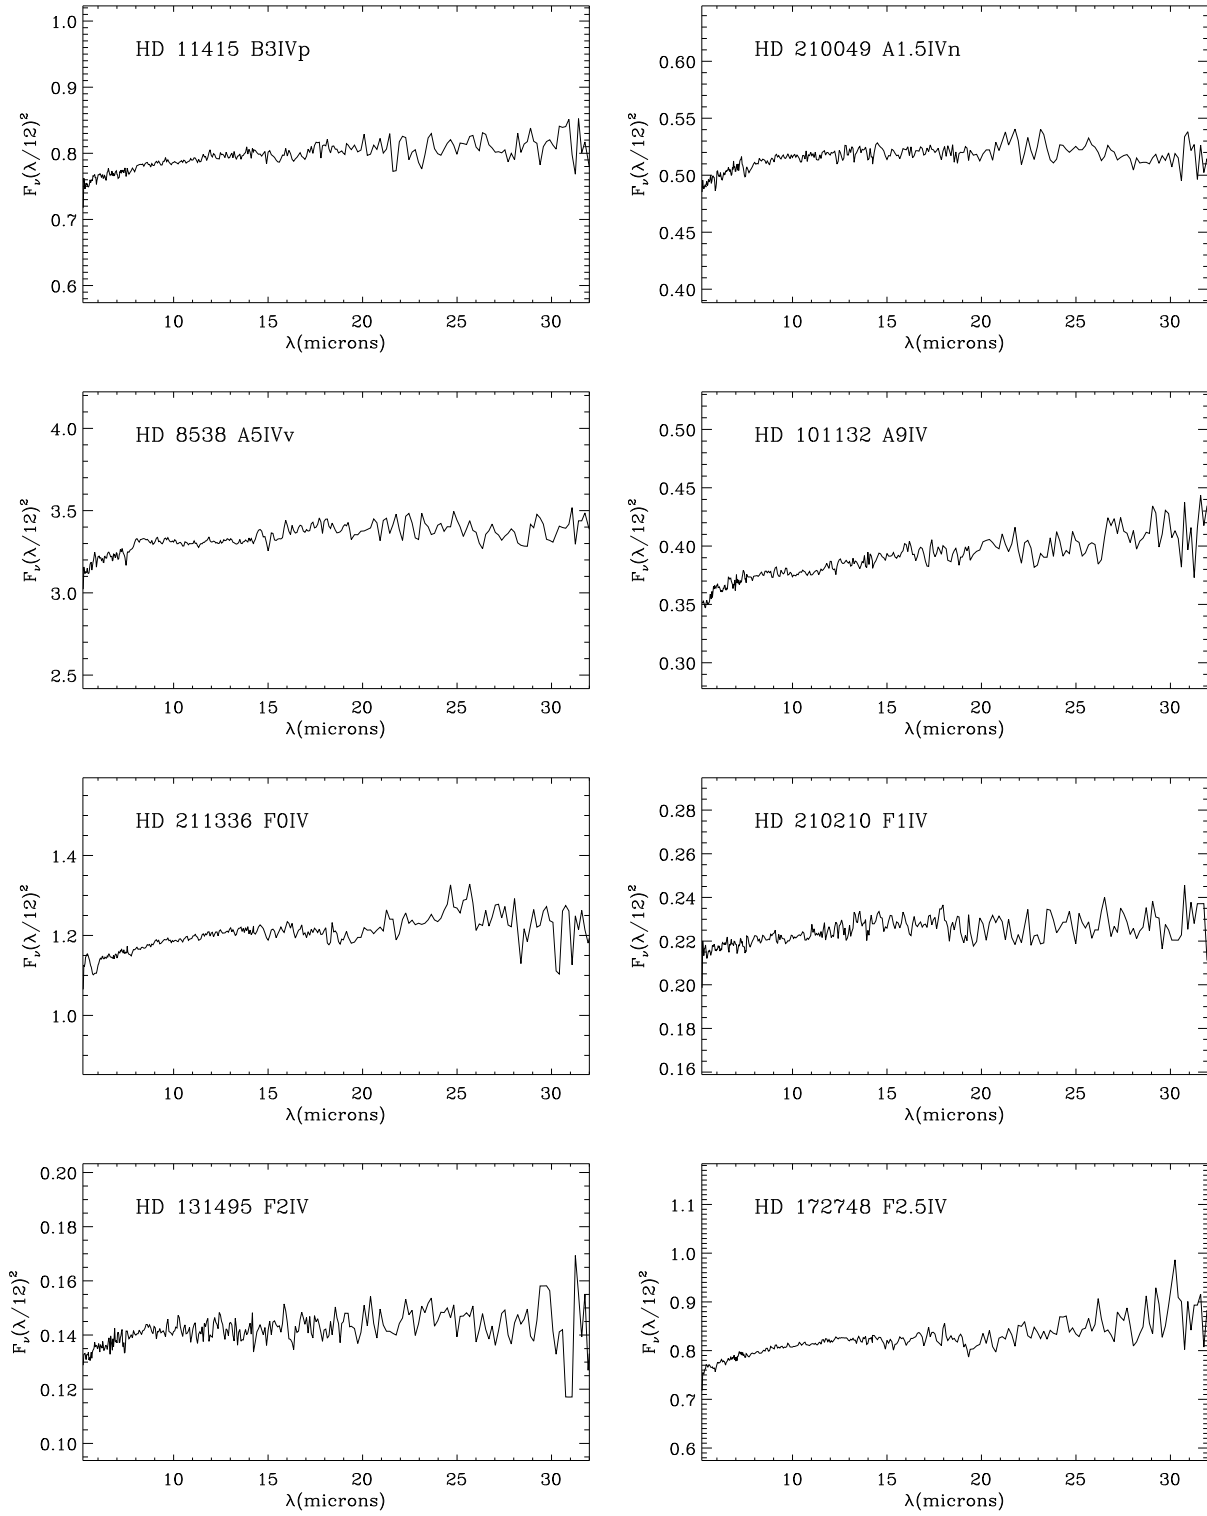 HD 11415 B3IVp
1.0
0.9
0.8
0.7
0.6
Fν(λ/12)²
10 15 20 25 30
λ(microns)
HD 210049 A1.5IVn
0.60
0.55
0.50
0.45
0.40
Fν(λ/12)²
10 15 20 25 30
λ(microns)
HD 8538 A5IVv
4.0
3.5
3.0
2.5
Fν(λ/12)²
10 15 20 25 30
λ(microns)
HD 101132 A9IV
0.50
0.45
0.40
0.35
0.30
Fν(λ/12)²
10 15 20 25 30
λ(microns)
HD 211336 F0IV
1.4
1.2
1.0
Fν(λ/12)²
10 15 20 25 30
λ(microns)
HD 210210 F1IV
0.28
0.26
0.24
0.22
0.20
0.18
0.16
Fν(λ/12)²
10 15 20 25 30
λ(microns)
HD 131495 F2IV
0.20
0.18
0.16
0.14
0.12
0.10
Fν(λ/12)²
10 15 20 25 30
λ(microns)
HD 172748 F2.5IV
1.1
1.0
0.9
0.8
0.7
0.6
Fν(λ/12)²
10 15 20 25 30
λ(microns)